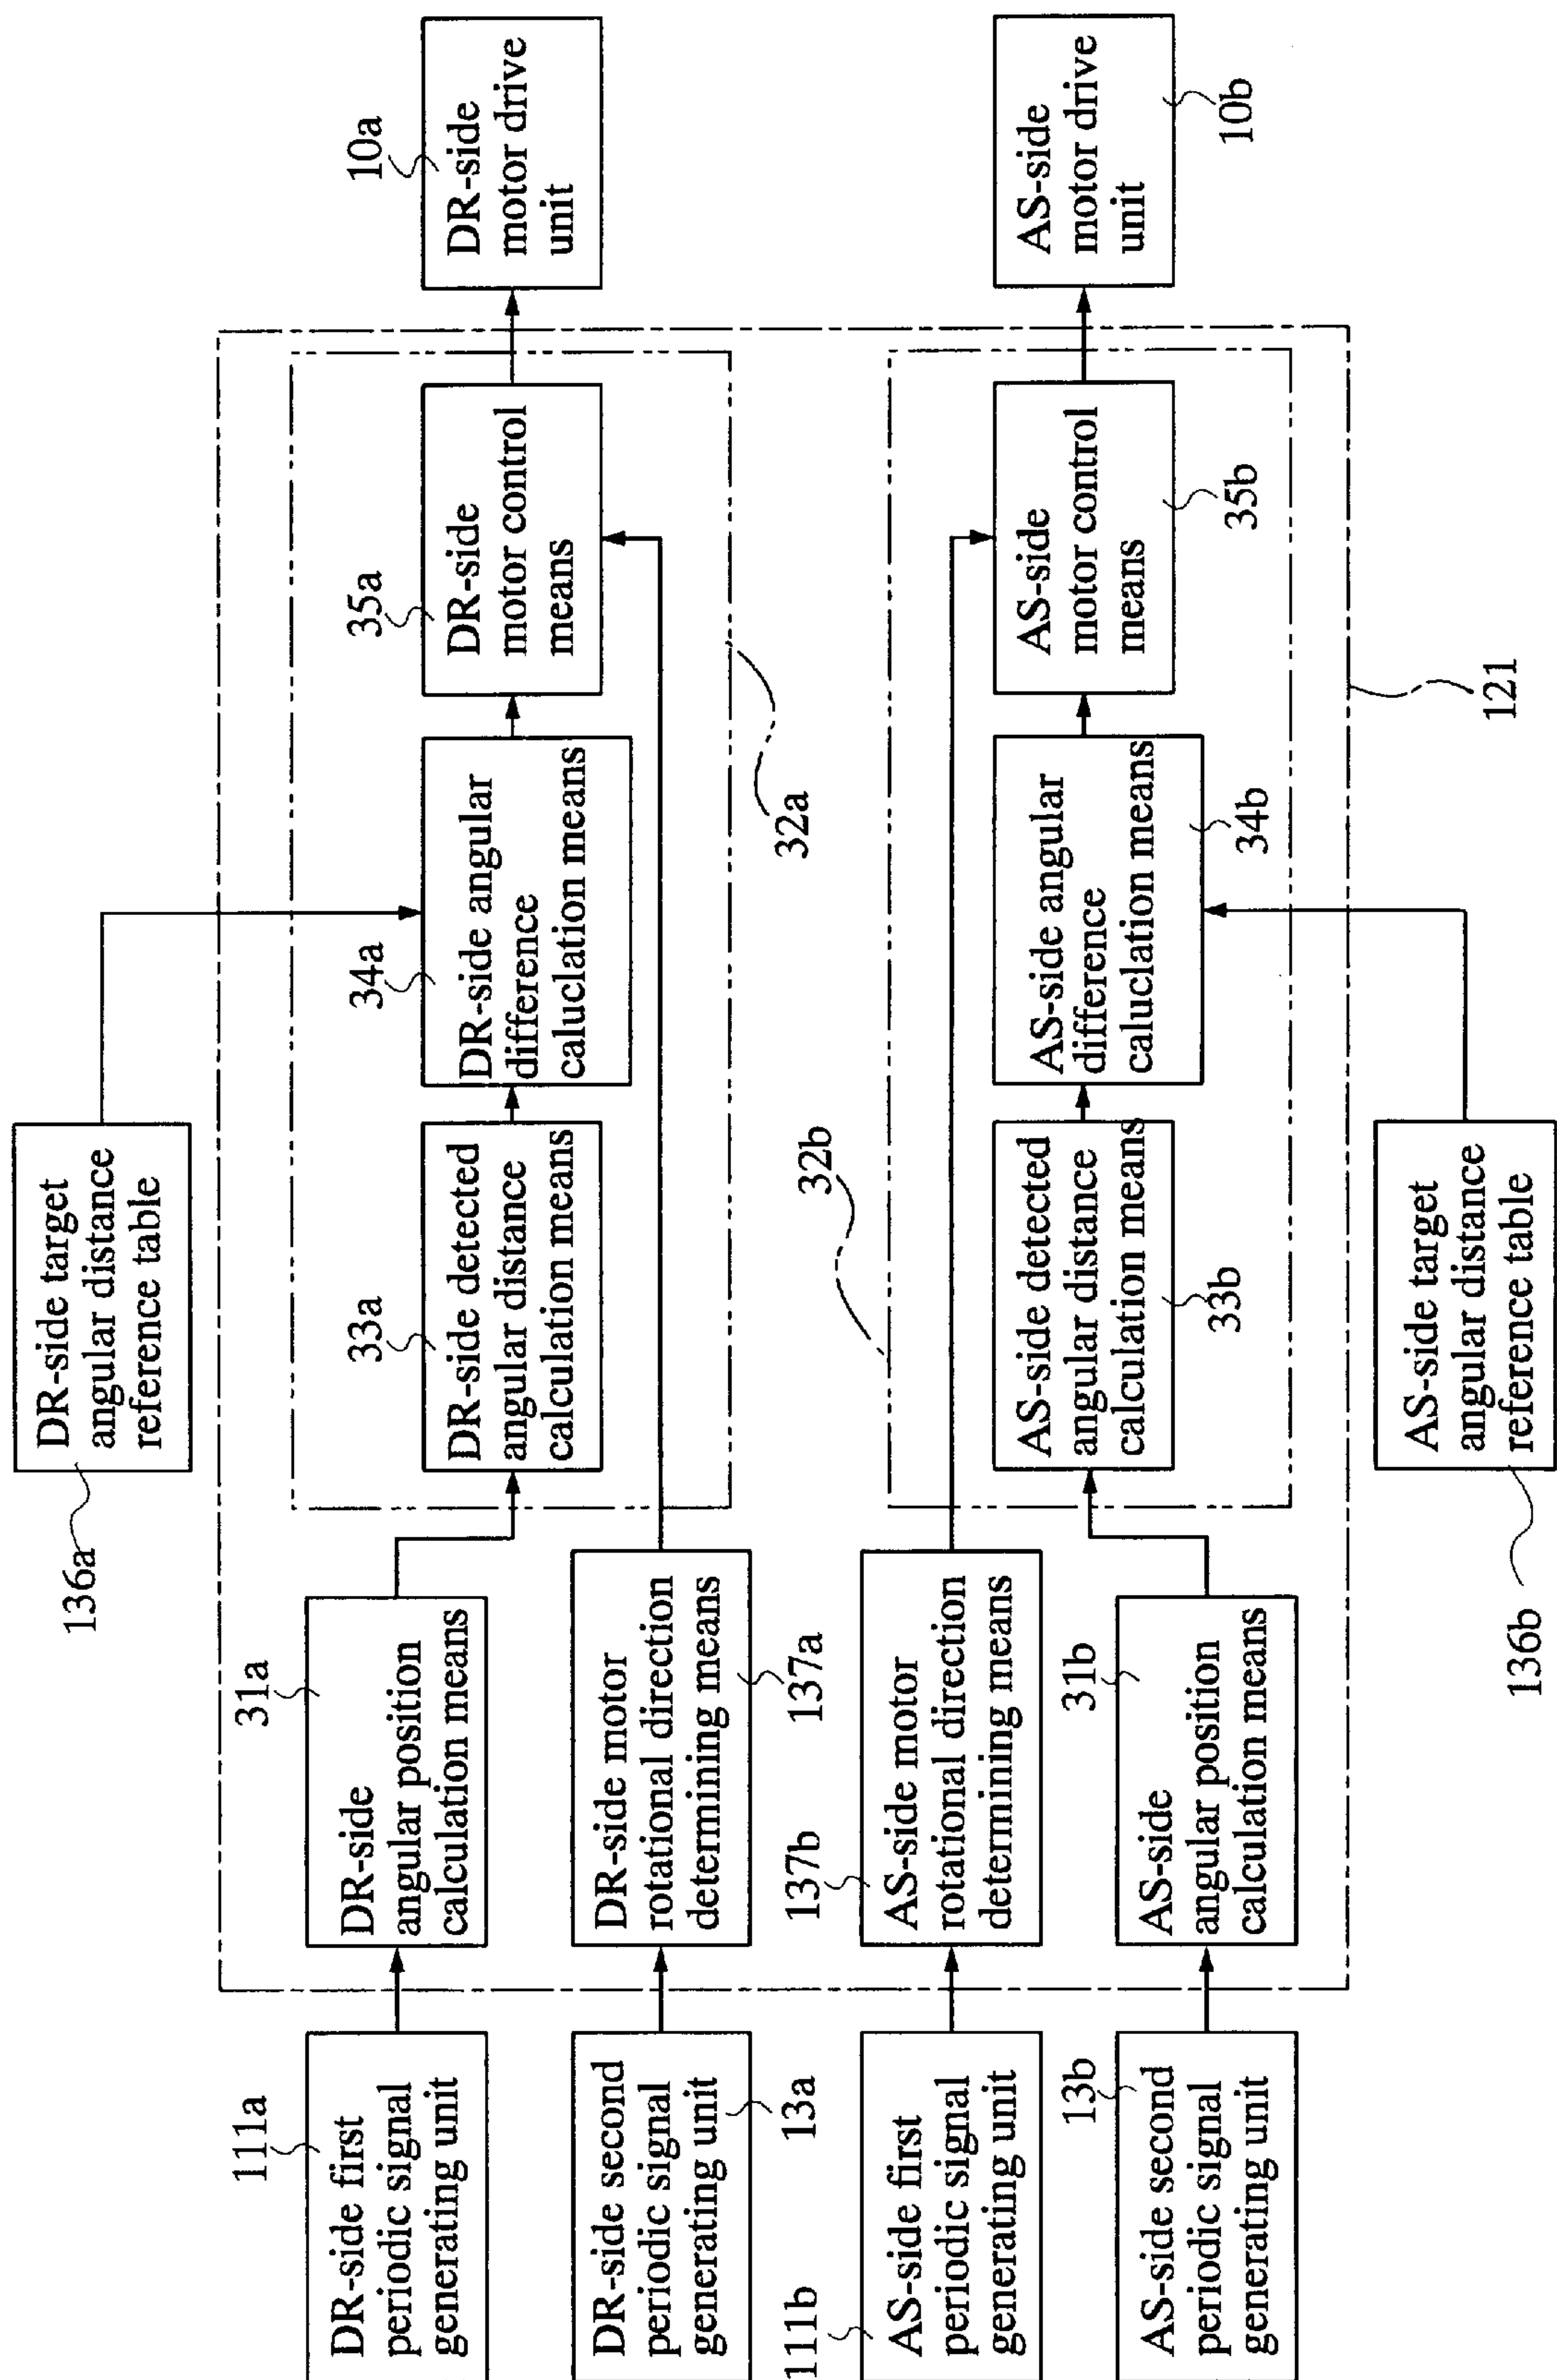 136a
DR-side target
angular distance
reference table
111a
DR-side first
periodic signal
generating unit
31a
DR-side
angular position
calculation means
33a
DR-side detected
angular distance
calculation means
34a
DR-side angular
difference
caluclation means
35a
DR-side
motor control
means
10a
DR-side
motor drive
unit
DR-side second
periodic signal
generating unit
13a
DR-side motor
rotational direction
determining means
137a
32a
111b
AS-side first
periodic signal
generating unit
137b
AS-side motor
rotational direction
determining means
32b
13b
AS-side second
periodic signal
generating unit
31b
AS-side
angular position
calculation means
AS-side detected
angular distance
calculation means
33b
AS-side angular
difference
caluclation means
34b
AS-side
motor control
means
35b
AS-side
motor drive
unit
10b
121
AS-side target
angular distance
reference table
136b